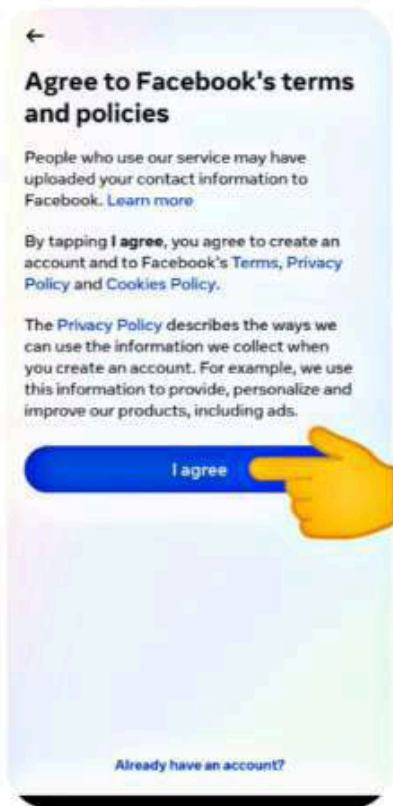 Agree to Facebook's terms
and policies
People who use our service may have
uploaded your contact information to
Facebook. Learn more
By tapping I agree, you agree to create an
account and to Facebook's Terms, Privacy
Policy and Cookies Policy.
The Privacy Policy describes the ways we
can use the information we collect when
you create an account. For example, we use
this information to provide, personalize and
improve our products, including ads.
I agree
Already have an account?